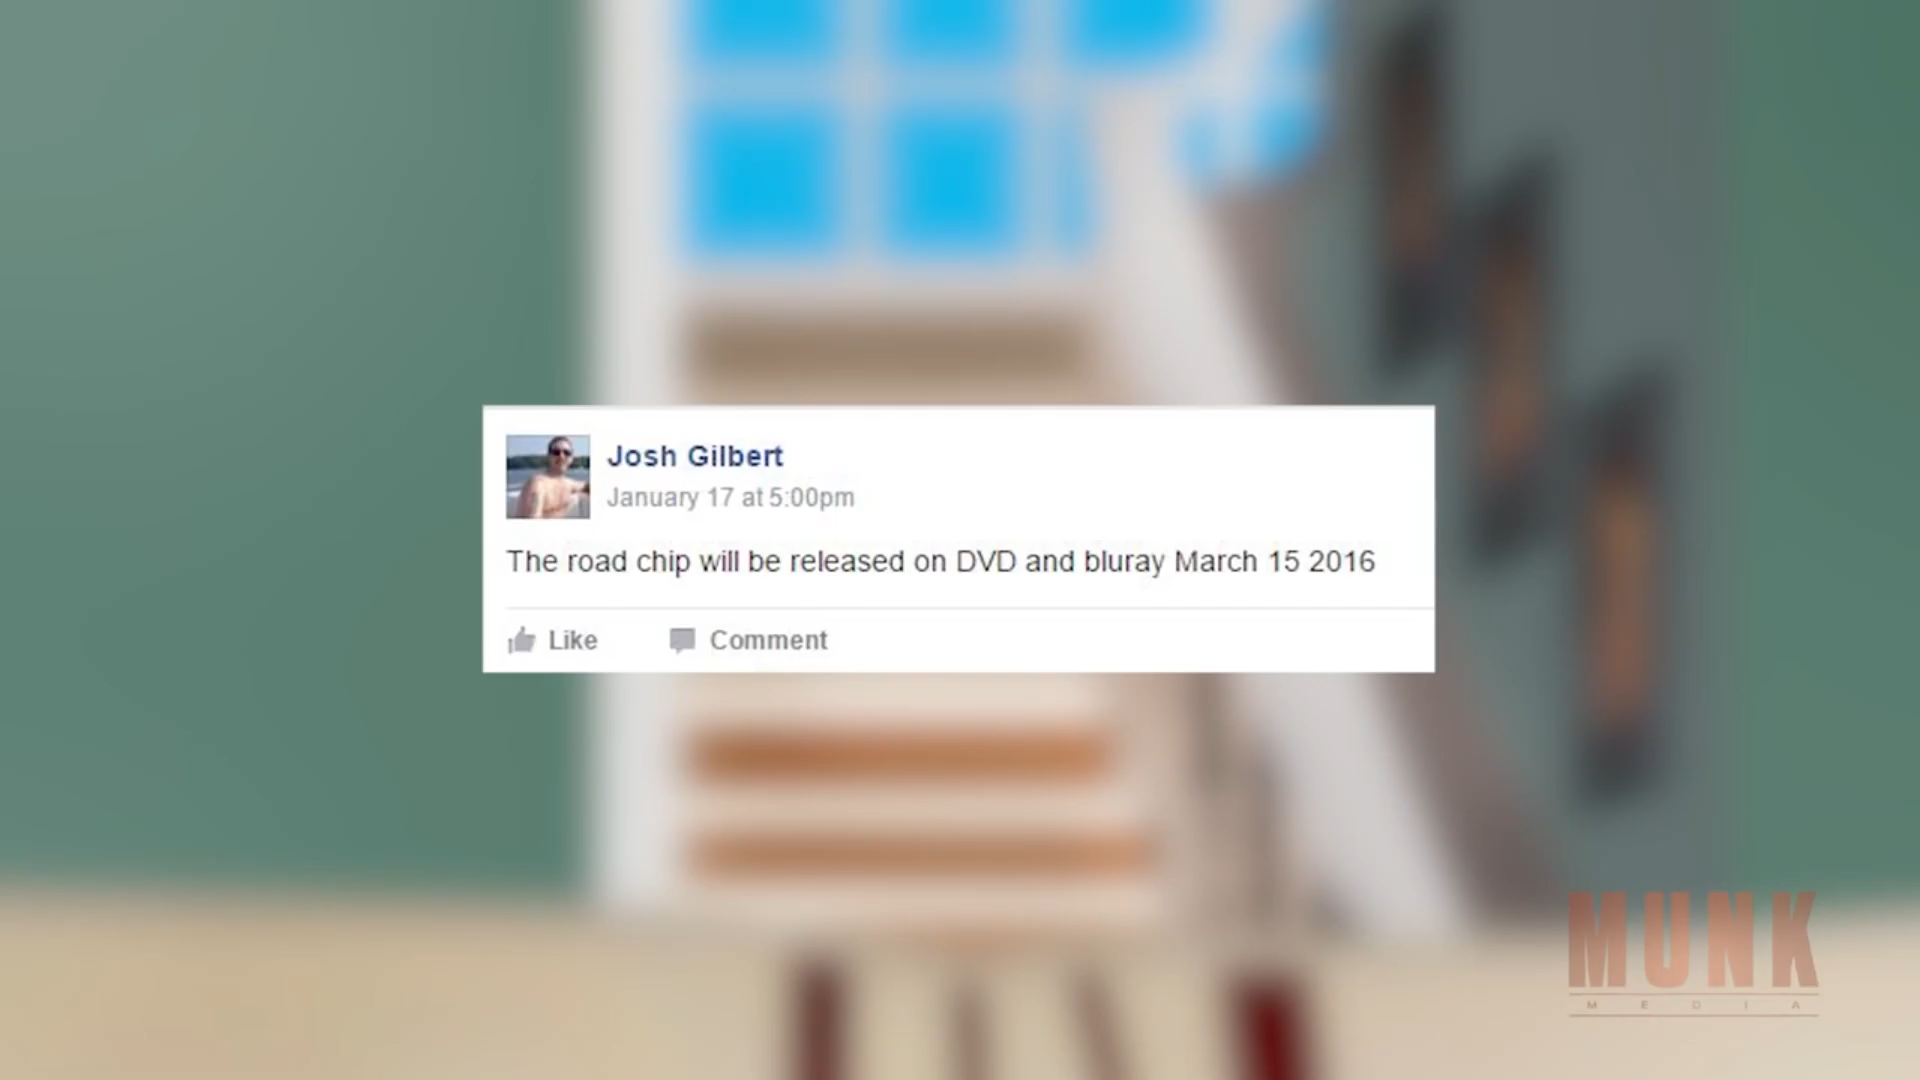 Josh Gilbert
January 17 at 5:00pm
The road chip will be released on DVD and bluray March 15 2016
Like Comment
MUNK
MEDIA